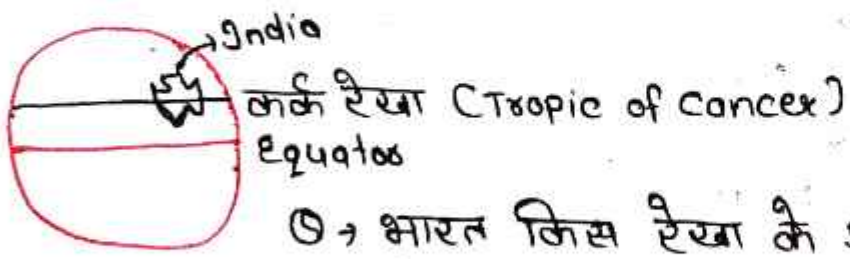 India
कर्क रेखा (Tropic of Cancer)
Equator
Q → भारत किस रेखा के